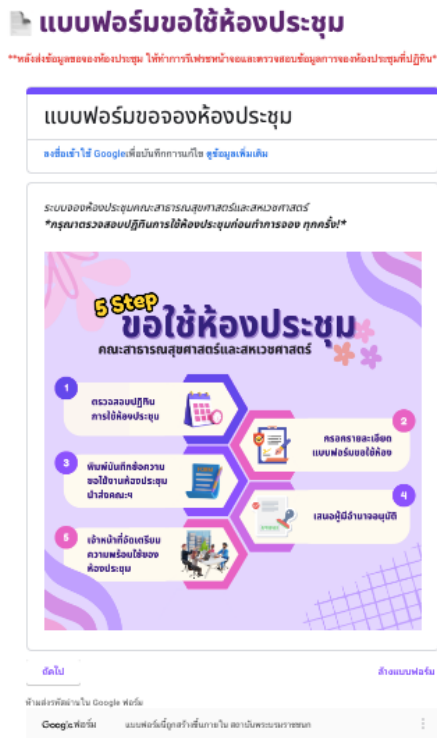 แบบฟอร์มขอใช้ห้องประชุม
**หลังส่งข้อมูลขอจองห้องประชุม ให้ทำการรีเฟรชหน้าจอและตรวจสอบข้อมูลการจองห้องประชุมที่ปฏิทิน*
แบบฟอร์มขอจองห้องประชุม
ลงชื่อเข้าใช้ Googleเพื่อบันทึกการแก้ไข ดูข้อมูลเพิ่มเติม
ระบบจองห้องประชุมคณะสาธารณสุขศาสตร์และสหเวชศาสตร์
*กรุณาตรวจสอบปฏิทินการใช้ห้องประชุมก่อนทำการจอง ทุกครั้ง!*
5 Step
ขอใช้ห้องประชุม
คณะสาธารณสุขศาสตร์และสหเวชศาสตร์
1
ตรวจสอบปฏิทิน
การใช้ห้องประชุม
2
กรอกรายละเอียด
แบบฟอร์มขอใช้ห้อง
3
พิมพ์บันทึกข้อความ
ขอใช้งานห้องประชุม
นำส่งคณะฯ
4
เสนอผู้มีอำนาจอนุมัติ
5
เจ้าหน้าที่จัดเตรียม
ความพร้อมใช้ของ
ห้องประชุม
ถัดไป
ล้างแบบฟอร์ม
ห้ามส่งรหัสผ่านใน Google ฟอร์ม
Google ฟอร์ม
แบบฟอร์มนี้ถูกสร้างขึ้นภายใน สถาบันพระบรมราชชนก